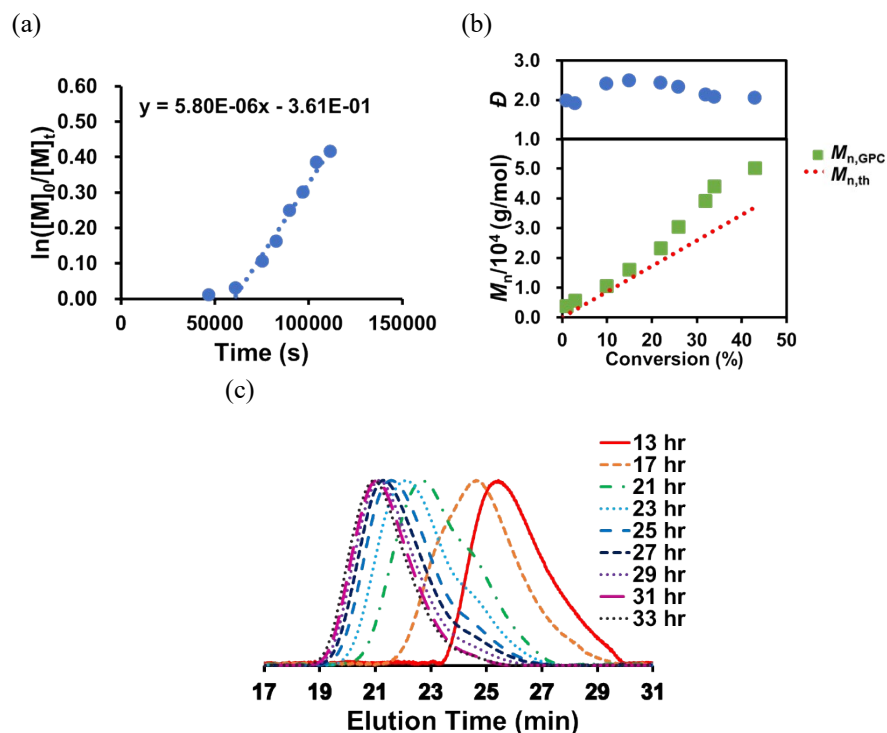 (a)
0.60
0.50
0.40
0.30
0.20
0.10
0.00
ln([M]0/[M]t)
y = 5.80E-06x - 3.61E-01
0
50000
100000
150000
Time (s)
(b)
3.0
2.0
1.0
Đ
5.0
4.0
3.0
2.0
1.0
0.0
Mn/10⁴ (g/mol)
0
10
20
30
40
50
Conversion (%)
Mn,GPC
Mn,th
(c)
13 hr
17 hr
21 hr
23 hr
25 hr
27 hr
29 hr
31 hr
33 hr
17
19
21
23
25
27
29
31
Elution Time (min)